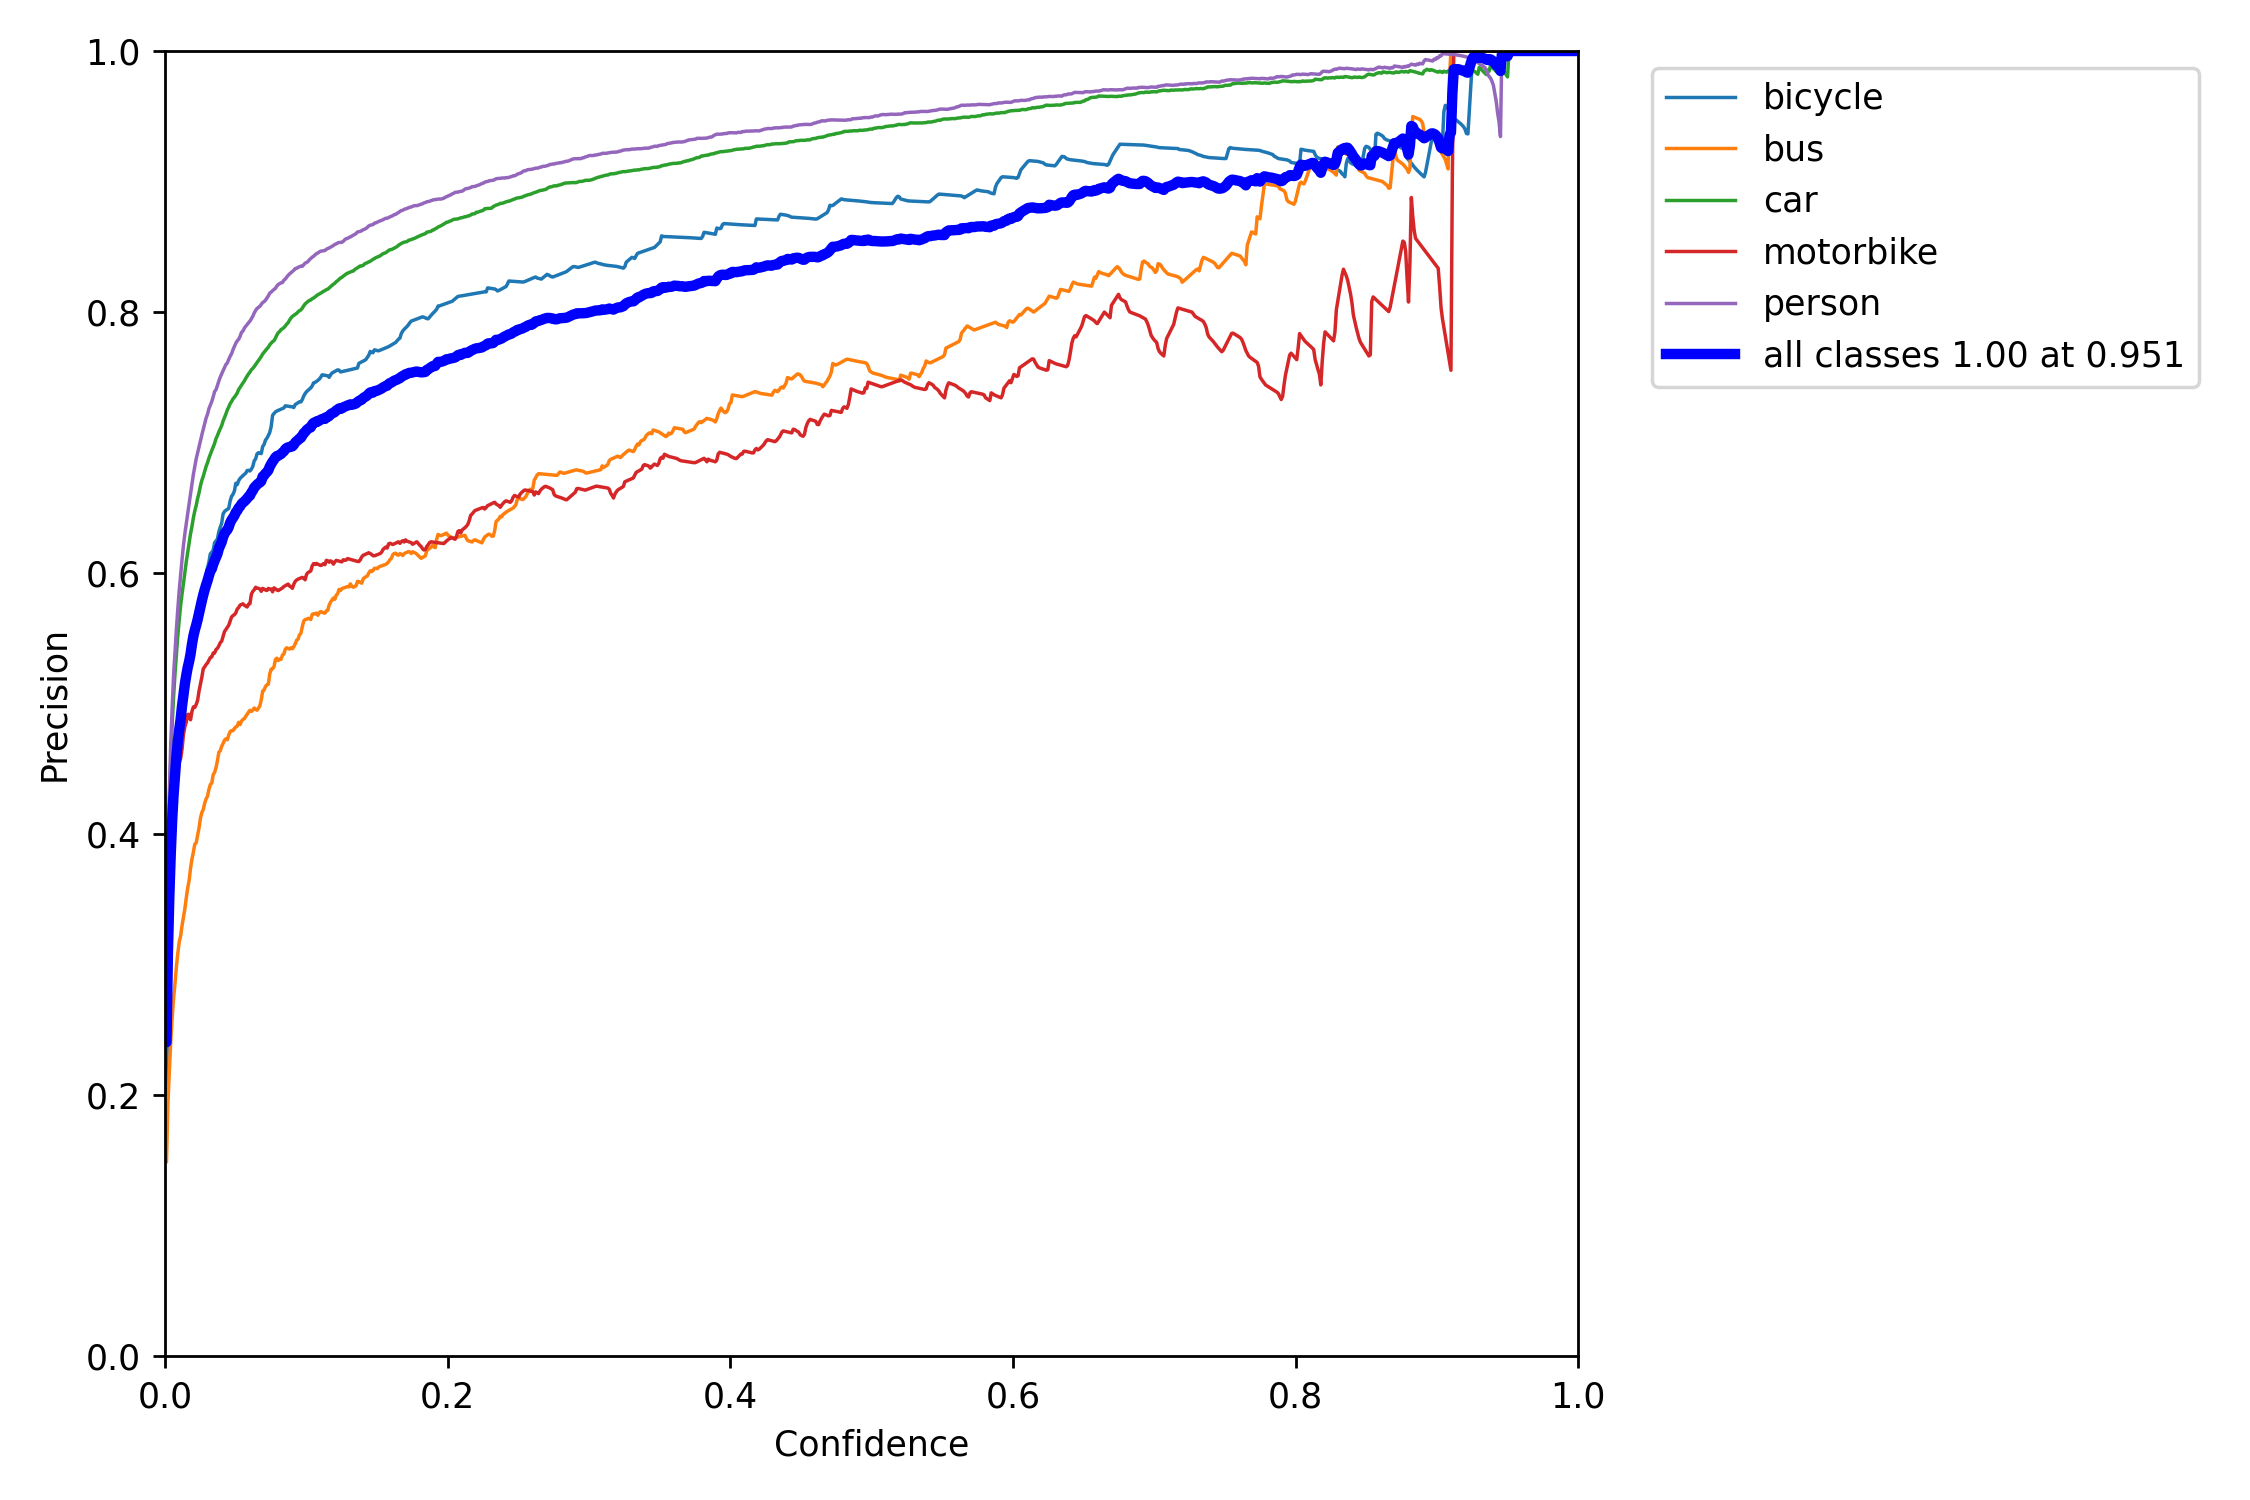 1.0
0.8
0.6
0.4
0.2
0.0
Precision
0.0 0.2 0.4 0.6 0.8 1.0
Confidence
bicycle
bus
car
motorbike
person
all classes 1.00 at 0.951